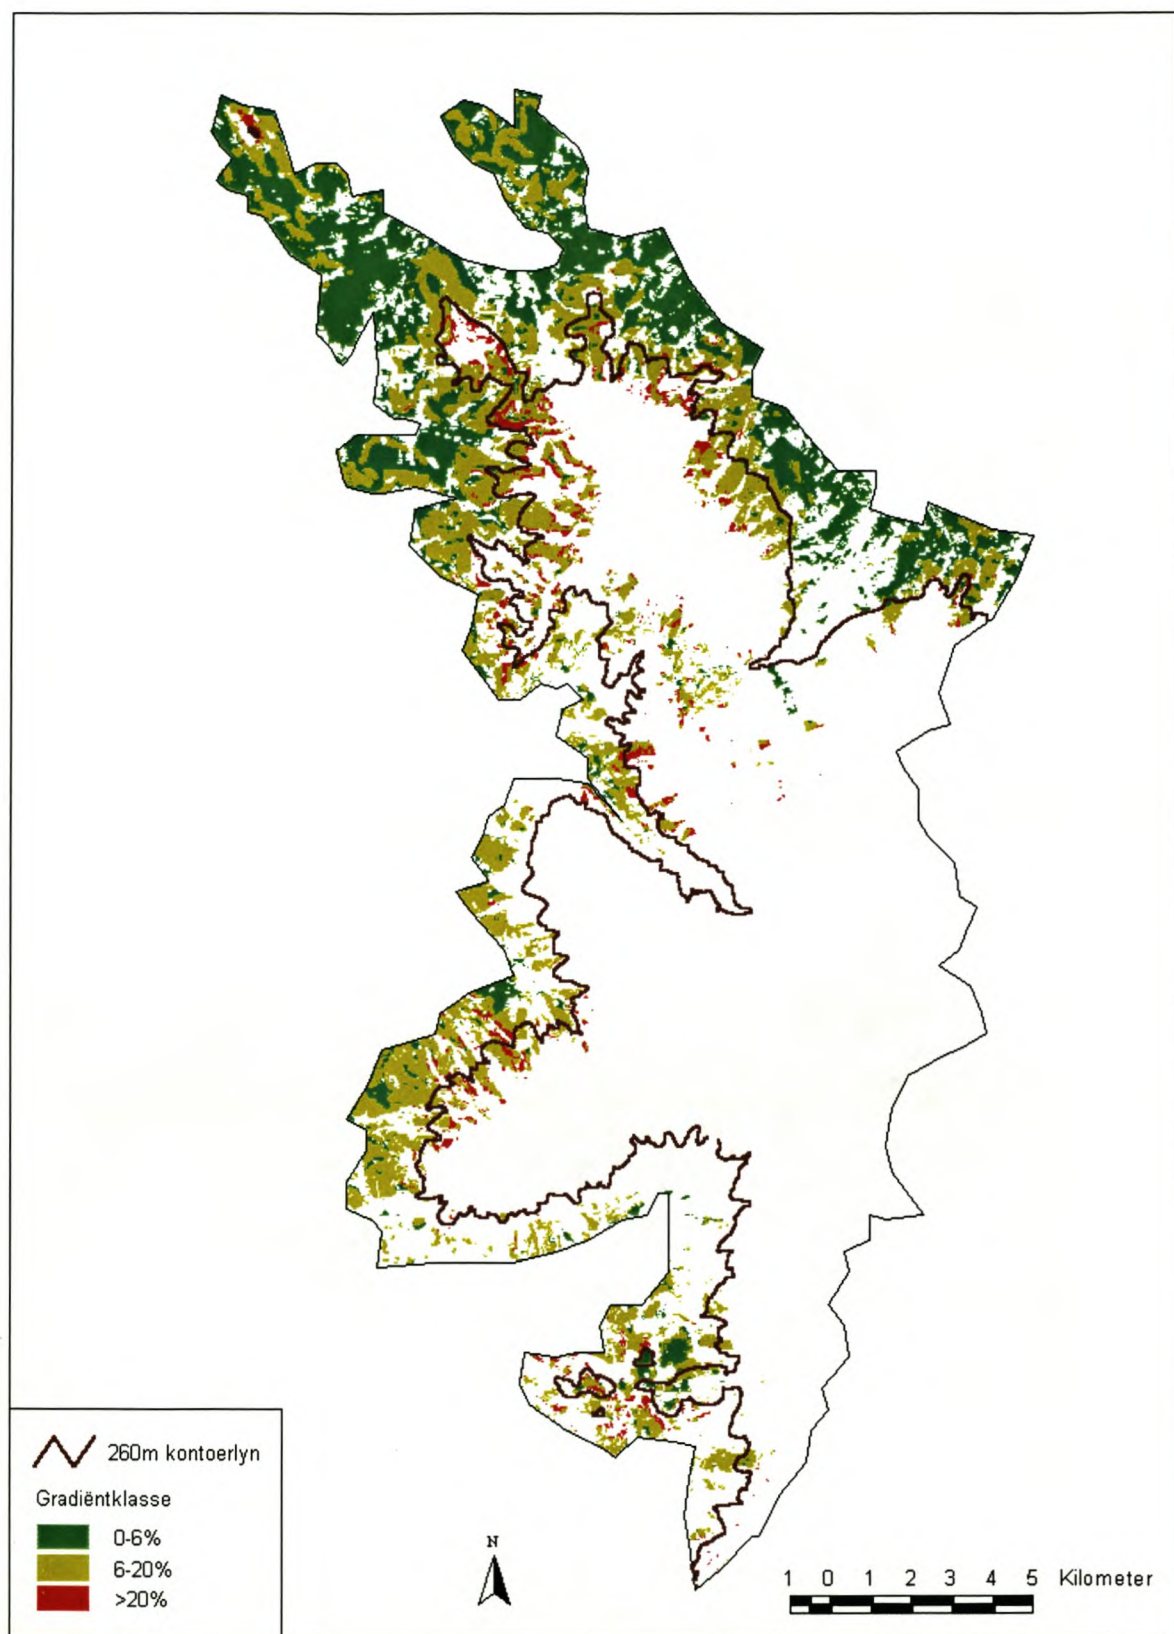 260m kontoerlyn
Gradiëntklasse
0-6%
6-20%
>20%
N
1 0 1 2 3 4 5 Kilometer